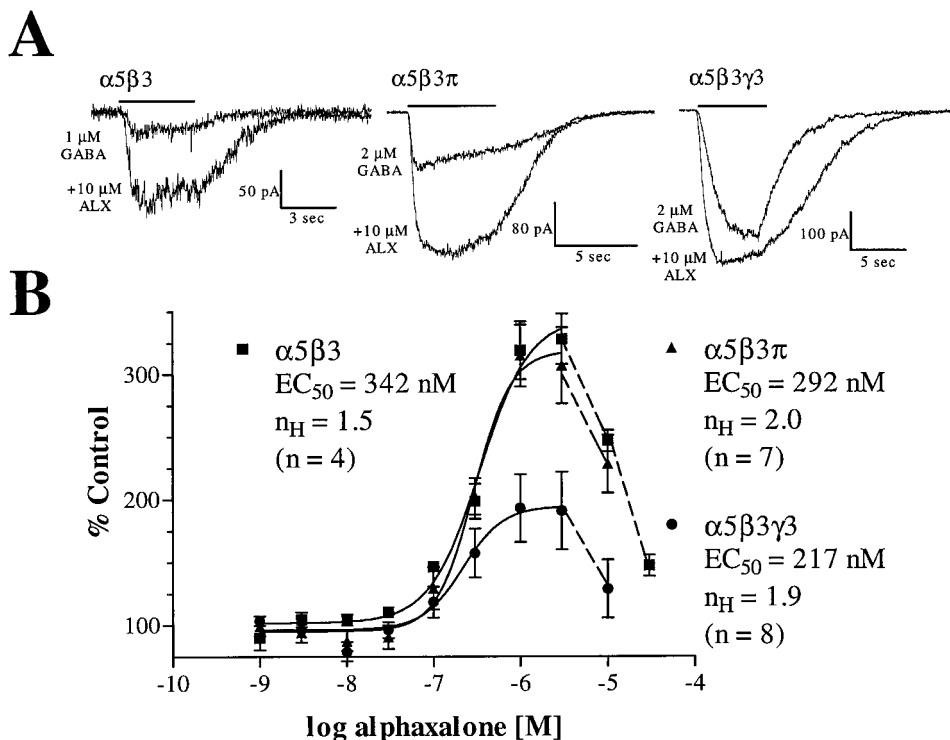 A
α5β3
α5β3π
α5β3γ3
1 μM
GABA
+10 μM
ALX
50 pA
3 sec
2 μM
GABA
+10 μM
ALX
80 pA
5 sec
2 μM
GABA
+10 μM
ALX
100 pA
5 sec
B
% Control
300
200
100
α5β3
EC50 = 342 nM
nH = 1.5
(n = 4)
α5β3π
EC50 = 292 nM
nH = 2.0
(n = 7)
α5β3γ3
EC50 = 217 nM
nH = 1.9
(n = 8)
-10 -9 -8 -7 -6 -5 -4
log alphaxalone [M]